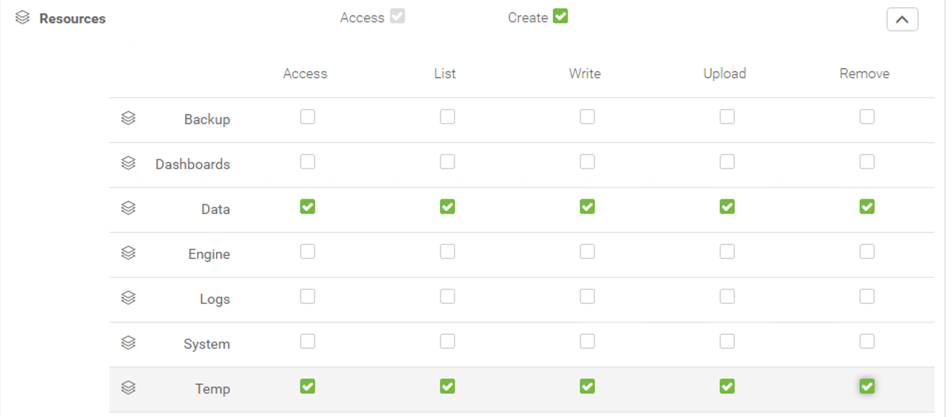 Resources Access Create
Access List Write Upload Remove
Backup
Dashboards
Data
Engine
Logs
System
Temp